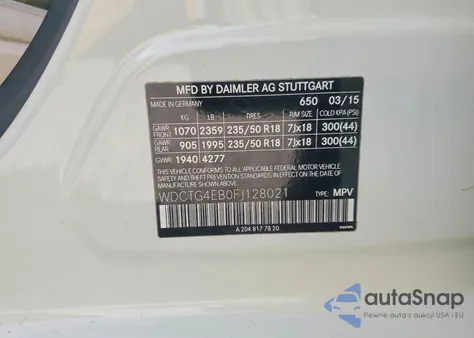 MFD BY DAIMLER AG STUTTGART
MADE IN GERMANY 650 03/15
KG LB TIRES RIM SIZE COLD KPA (PSI)
GAWR FRONT 1070 2359 235/50 R18 7Jx18 300(44)
GAWR REAR 905 1995 235/50 R18 7Jx18 300(44)
GVWR 1940 4277
THIS VEHICLE CONFORMS TO ALL APPLICABLE FEDERAL MOTOR VEHICLE
SAFETY, BUMPER, AND THEFT PREVENTION STANDARDS IN EFFECT ON THE
DATE OF MANUFACTURE SHOWN ABOVE.
WDCTG4EB0FJ128021 TYPE: MPV
A 204 817 78 20
autoSnap
Pewne auta z aukcji USA i EU